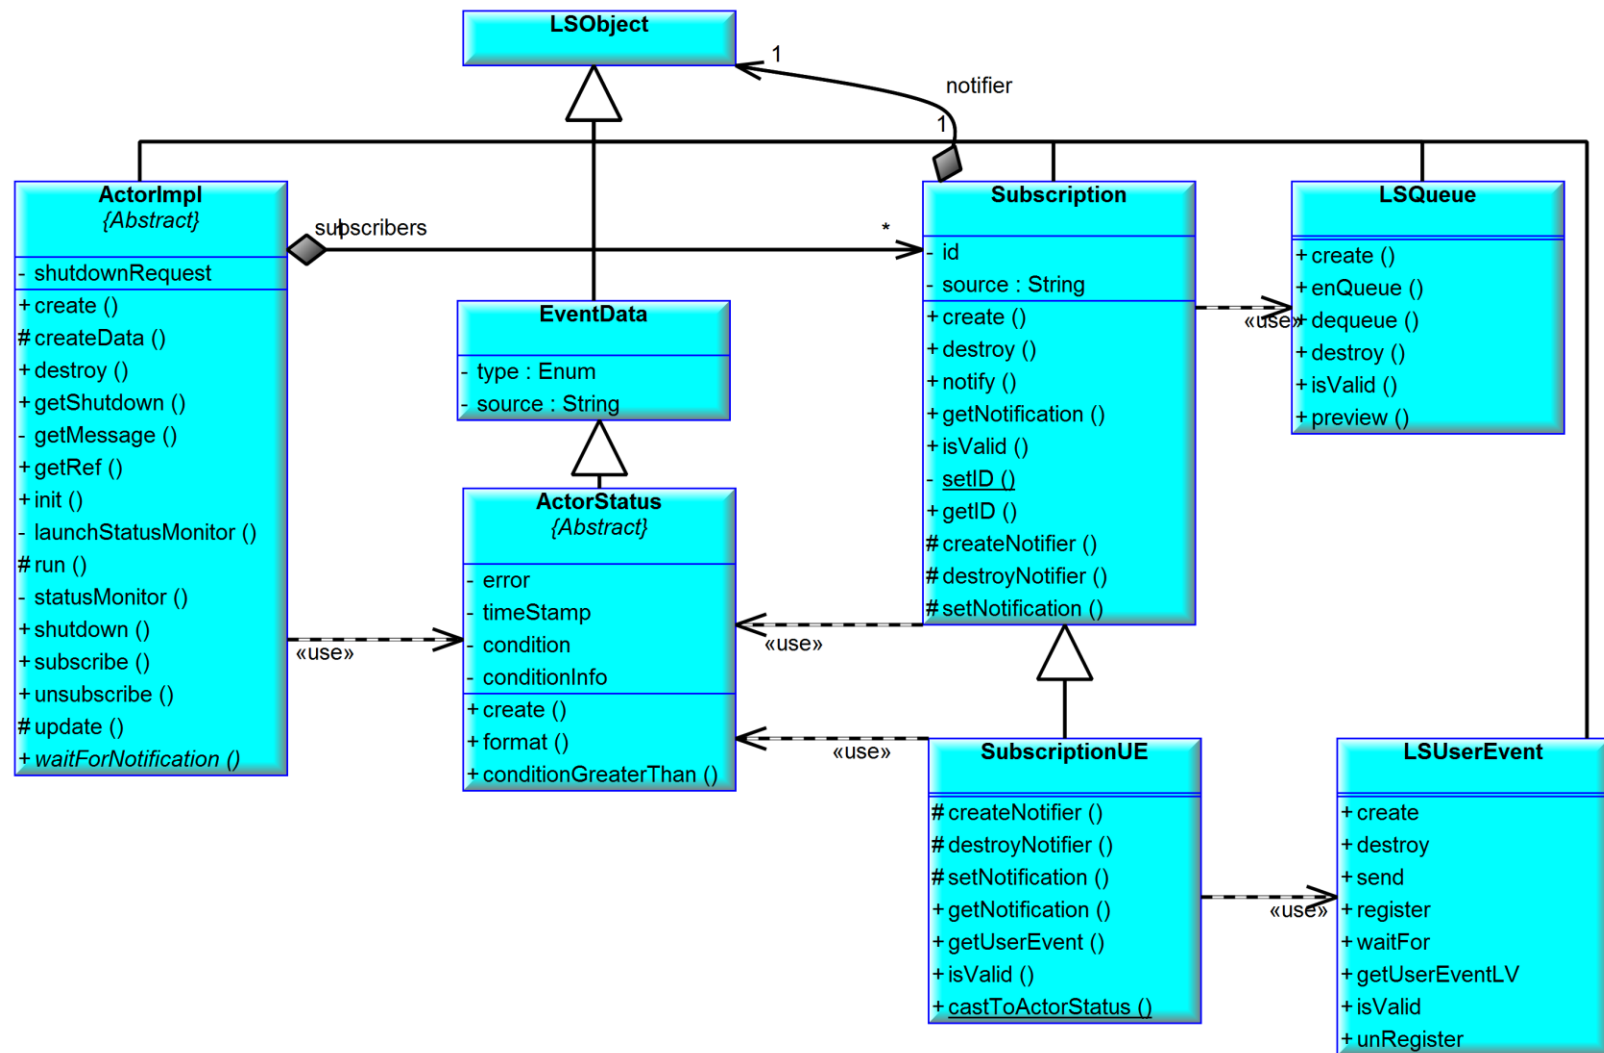 LSObject
1
notifier
1
ActorImpl
{Abstract}
- shutdownRequest
+ create ()
# createData ()
+ destroy ()
+ getShutdown ()
- getMessage ()
+ getRef ()
+ init ()
- launchStatusMonitor ()
# run ()
- statusMonitor ()
+ shutdown ()
+ subscribe ()
+ unsubscribe ()
# update ()
+ waitForNotification ()
subscribers
1
*
EventData
- type : Enum
- source : String
ActorStatus
{Abstract}
- error
- timeStamp
- condition
- conditionInfo
+ create ()
+ format ()
+ conditionGreaterThan ()
«use»
Subscription
- id
- source : String
+ create ()
+ destroy ()
+ notify ()
+ getNotification ()
+ isValid ()
- setID ()
+ getID ()
# createNotifier ()
# destroyNotifier ()
# setNotification ()
«use»
«use»
LSQueue
+ create ()
+ enQueue ()
+ dequeue ()
+ destroy ()
+ isValid ()
+ preview ()
«use»
SubscriptionUE
# createNotifier ()
# destroyNotifier ()
# setNotification ()
+ getNotification ()
+ getUserEvent ()
+ isValid ()
+ castToActorStatus ()
«use»
LSUserEvent
+ create
+ destroy
+ send
+ register
+ waitFor
+ getUserEventLV
+ isValid
+ unRegister